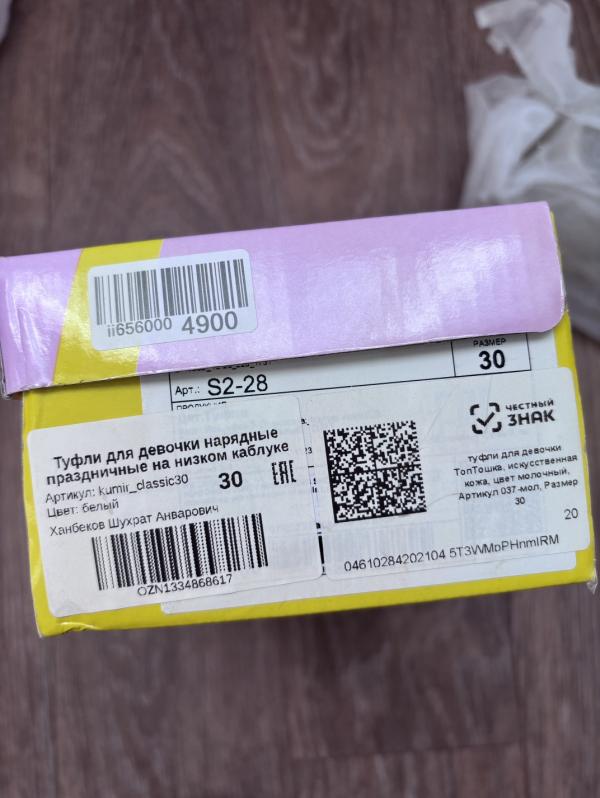 ii656000 4900
РАЗМЕР
30
Арт.: S2-28
ЧЕСТНЫЙ
ЗНАК
Туфли для девочки нарядные
праздничные на низком каблуке
Артикул: kumir_classic30
30
EAC
Цвет: белый
Ханбеков Шухрат Анварович
OZN1334868617
туфли для девочки
ТопТошка, искусственная
кожа, цвет молочный,
Артикул 037-мол, Размер
30
20
04610284202104 5T3WMpPHnmIRM